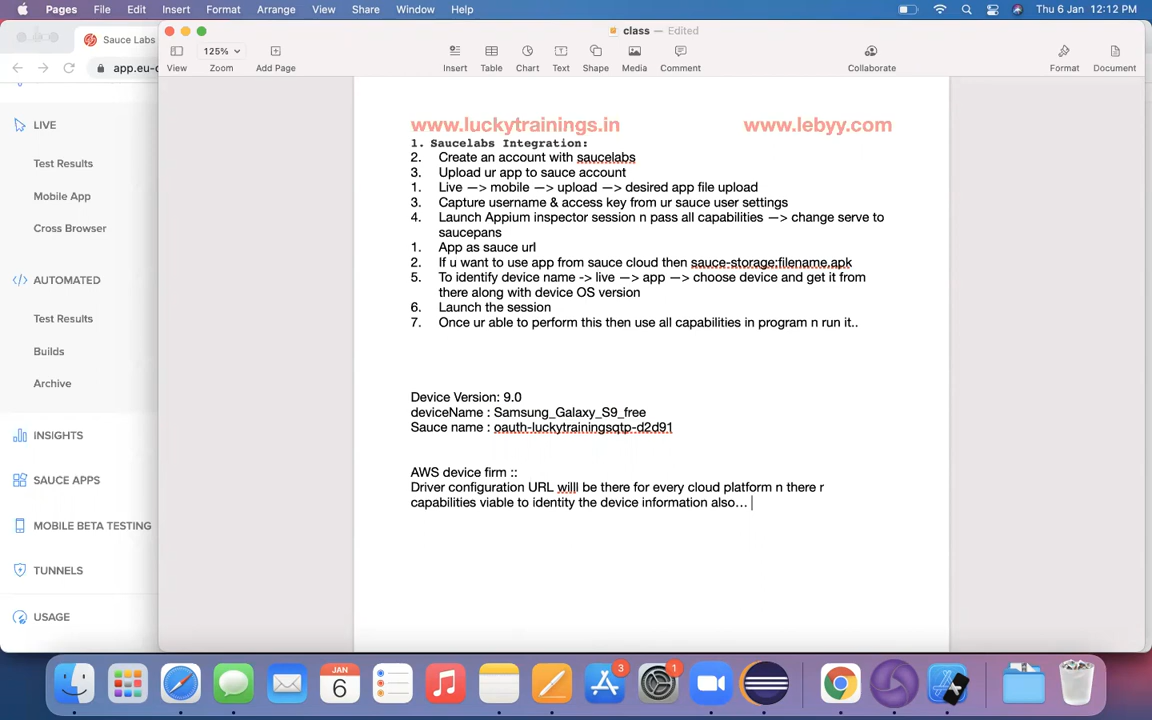 Pages File Edit Insert Format Arrange View Share Window Help Thu 6 Jan 12:12 PM
Sauce Labs
class — Edited
125%
View Zoom Add Page Insert Table Chart Text Shape Media Comment Collaborate Format Document
app.eu-c
LIVE
Test Results
Mobile App
Cross Browser
AUTOMATED
Test Results
Builds
Archive
INSIGHTS
SAUCE APPS
MOBILE BETA TESTING
TUNNELS
USAGE
www.luckytrainings.in www.lebyy.com
1. Saucelabs Integration:
2. Create an account with saucelabs
3. Upload ur app to sauce account
1. Live —> mobile —> upload —> desired app file upload
3. Capture username & access key from ur sauce user settings
4. Launch Appium inspector session n pass all capabilities —> change serve to
saucepans
1. App as sauce url
2. If u want to use app from sauce cloud then sauce-storage:filename.apk
5. To identify device name -> live —> app —> choose device and get it from
there along with device OS version
6. Launch the session
7. Once ur able to perform this then use all capabilities in program n run it..
Device Version: 9.0
deviceName : Samsung_Galaxy_S9_free
Sauce name : oauth-luckytrainingsqtp-d2d91
AWS device firm ::
Driver configuration URL willl be there for every cloud platform n there r
capabilities viable to identity the device information also…
3
1
JAN
6